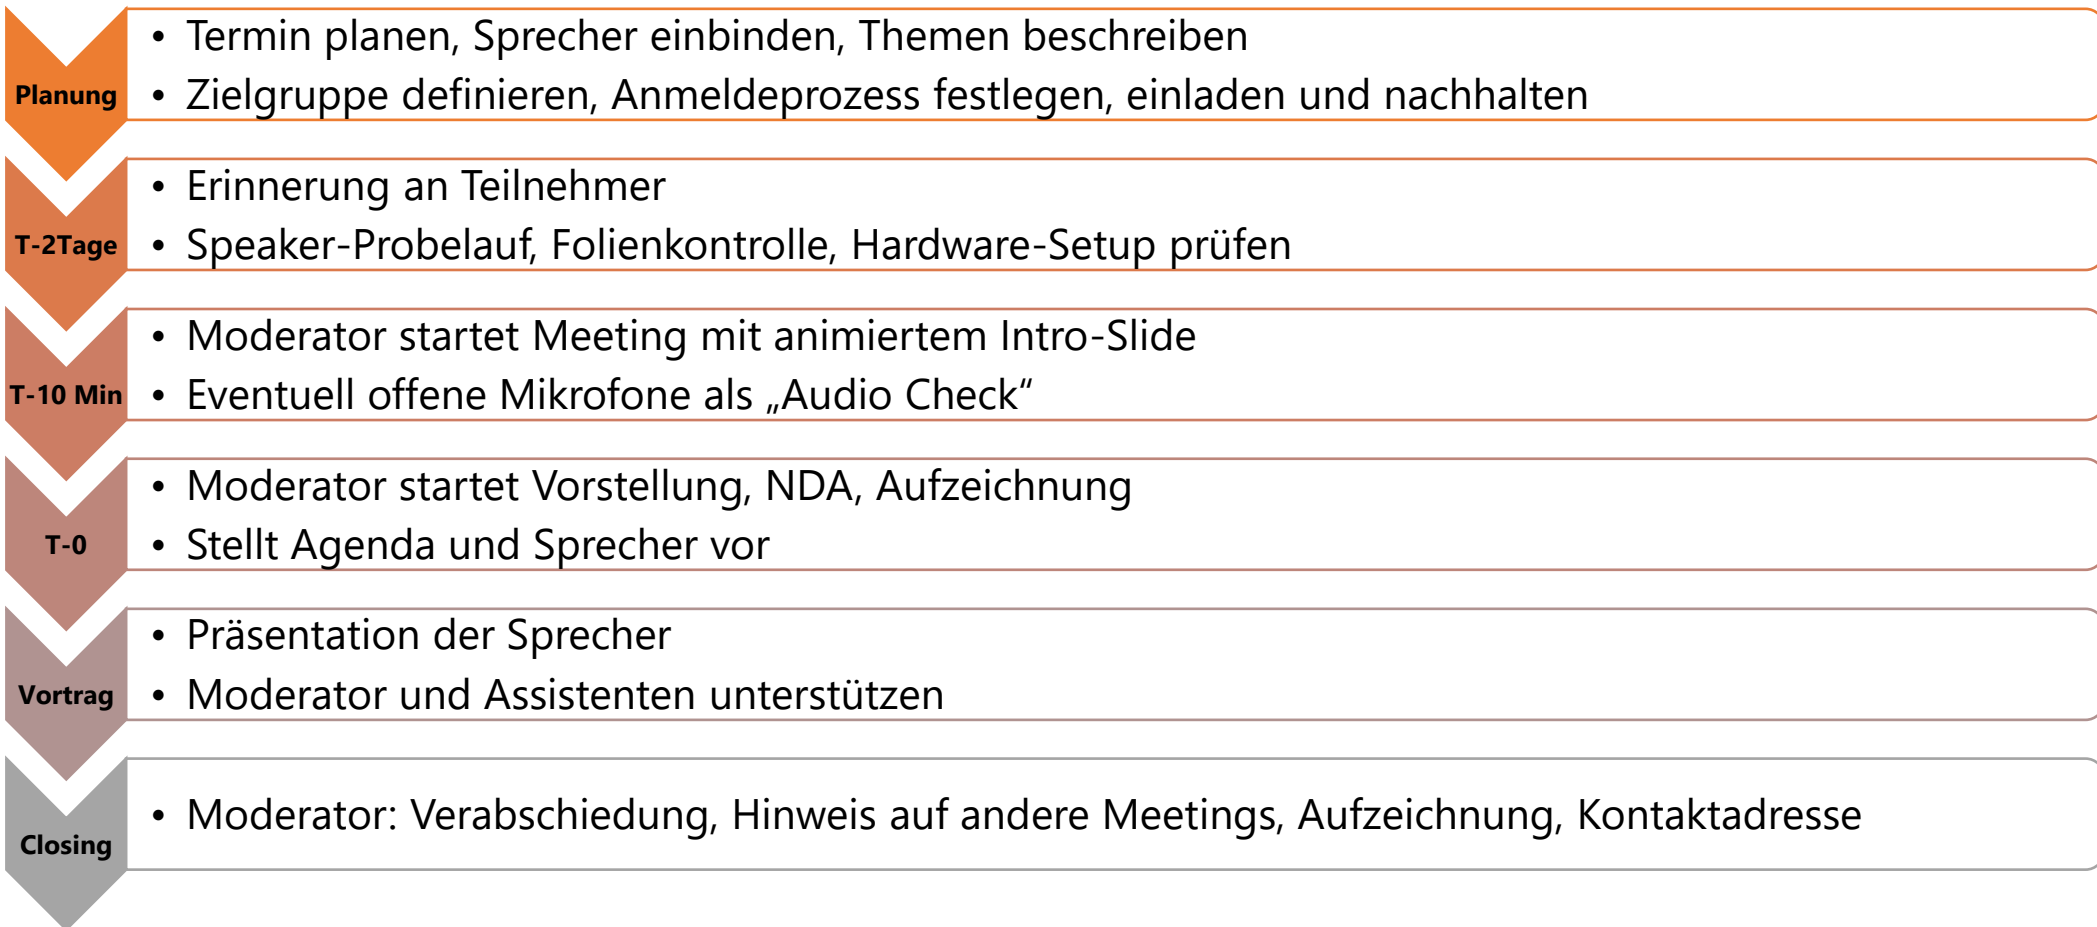 Planung
• Termin planen, Sprecher einbinden, Themen beschreiben
• Zielgruppe definieren, Anmeldeprozess festlegen, einladen und nachhalten
T-2Tage
• Erinnerung an Teilnehmer
• Speaker-Probelauf, Folienkontrolle, Hardware-Setup prüfen
T-10 Min
• Moderator startet Meeting mit animiertem Intro-Slide
• Eventuell offene Mikrofone als „Audio Check“
T-0
• Moderator startet Vorstellung, NDA, Aufzeichnung
• Stellt Agenda und Sprecher vor
Vortrag
• Präsentation der Sprecher
• Moderator und Assistenten unterstützen
Closing
• Moderator: Verabschiedung, Hinweis auf andere Meetings, Aufzeichnung, Kontaktadresse